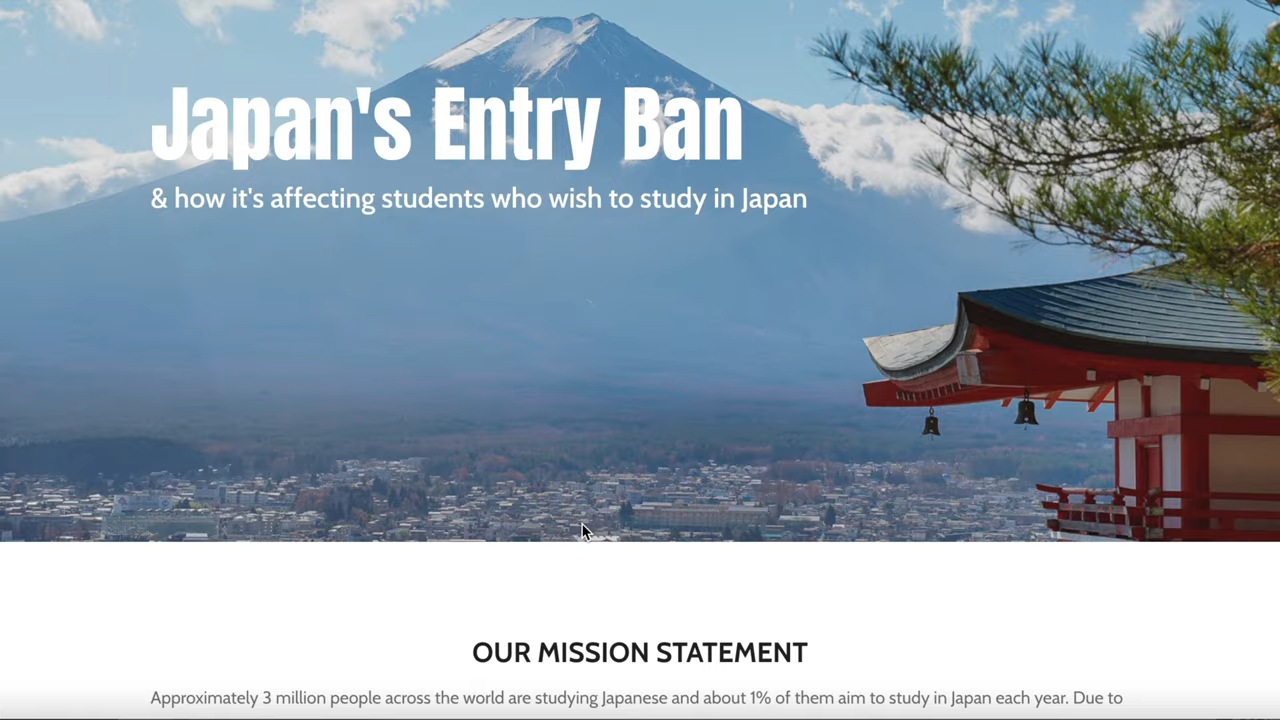 Japan's Entry Ban
& how it's affecting students who wish to study in Japan
OUR MISSION STATEMENT
Approximately 3 million people across the world are studying Japanese and about 1% of them aim to study in Japan each year. Due to